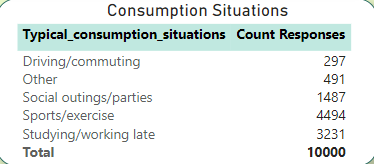 Consumption Situations
Typical_consumption_situations Count Responses
Driving/commuting 297
Other 491
Social outings/parties 1487
Sports/exercise 4494
Studying/working late 3231
Total 10000